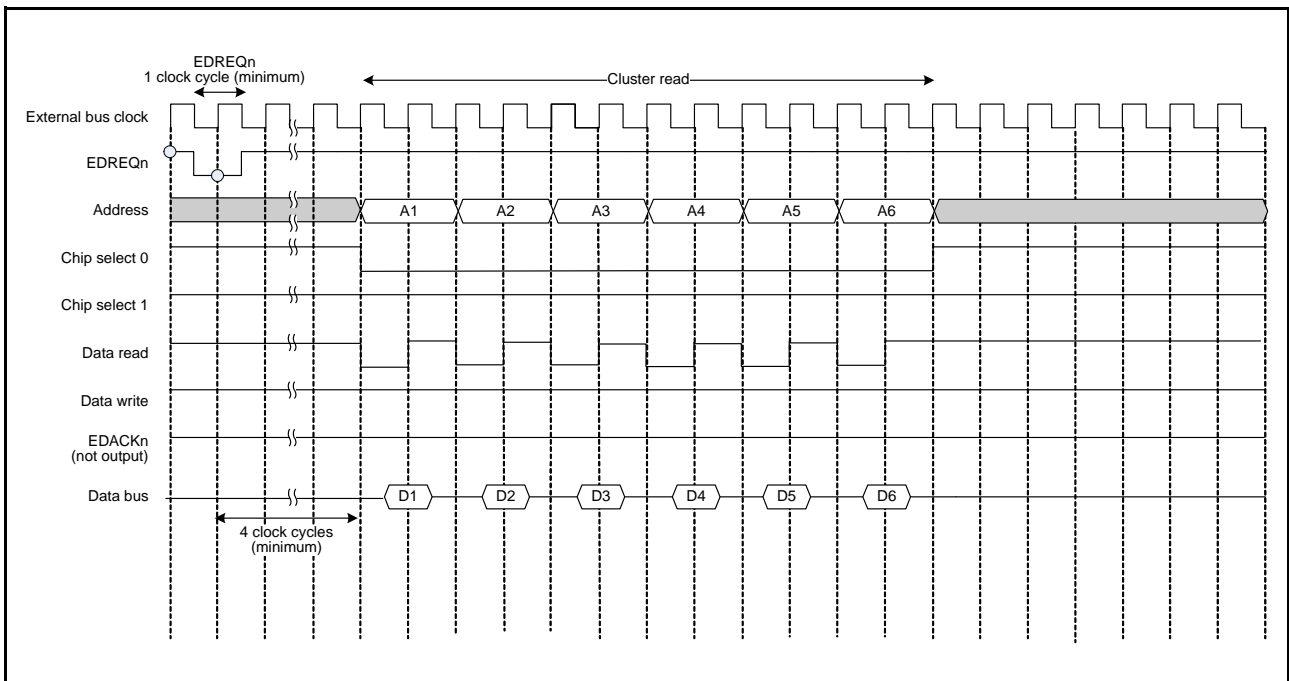 EDREQn
1 clock cycle (minimum)
Cluster read
External bus clock
EDREQn
Address
A1 A2 A3 A4 A5 A6
Chip select 0
Chip select 1
Data read
Data write
EDACKn
(not output)
Data bus
D1 D2 D3 D4 D5 D6
4 clock cycles
(minimum)